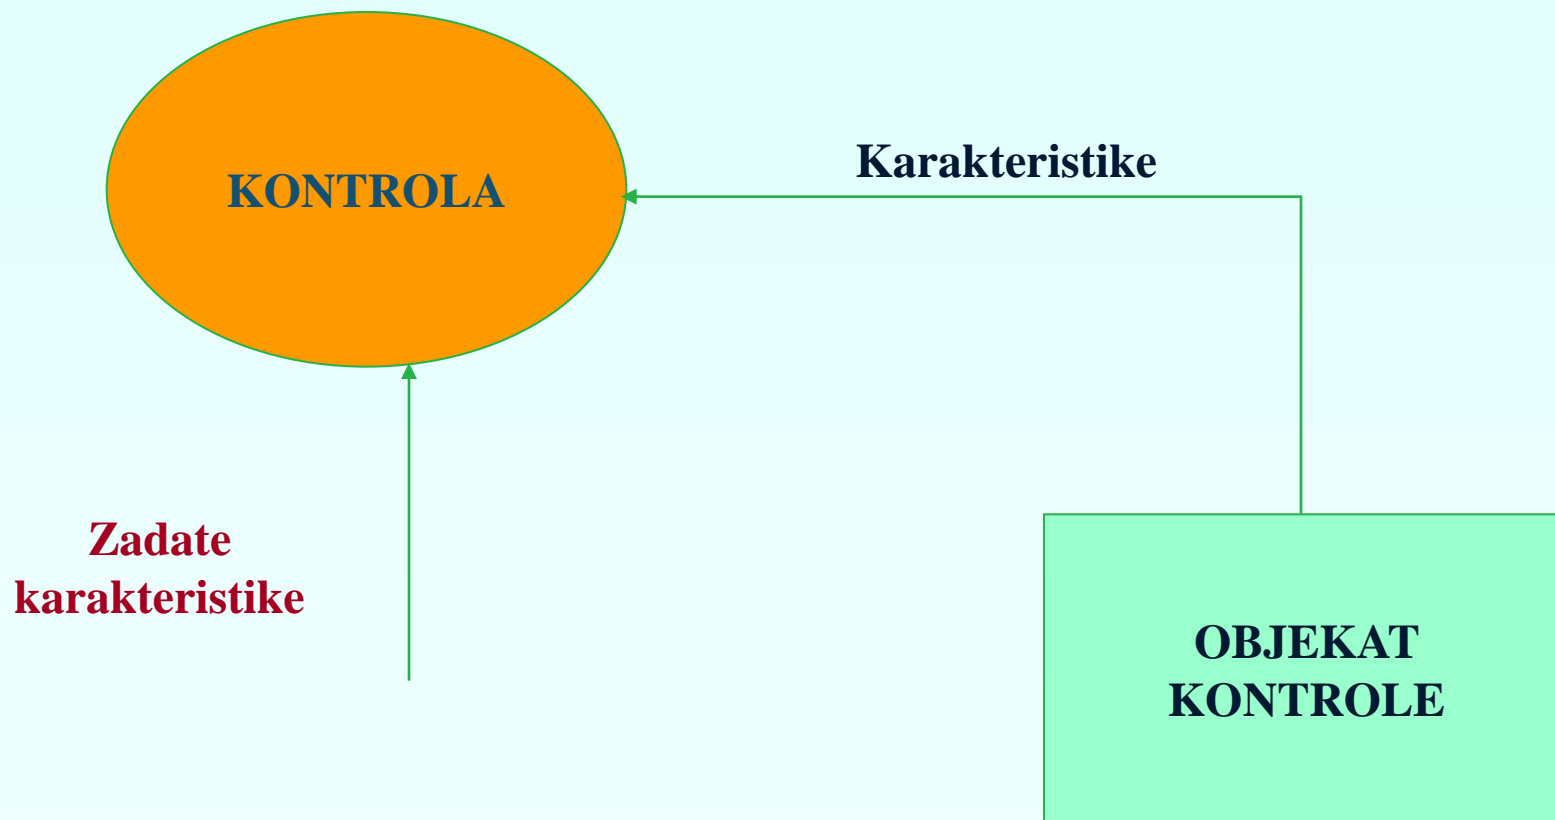 KONTROLA
Karakteristike
Zadate
karakteristike
OBJEKAT
KONTROLE